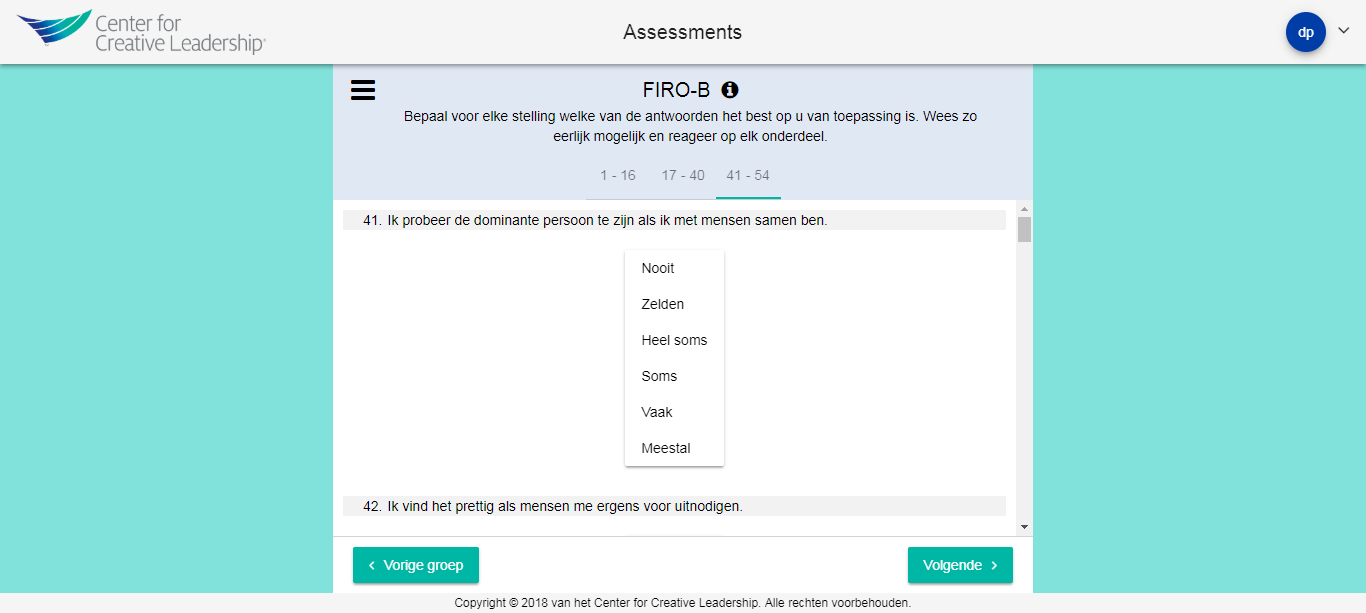 Center for
Creative Leadership®
Assessments
dp
FIRO-B
Bepaal voor elke stelling welke van de antwoorden het best op u van toepassing is. Wees zo
eerlijk mogelijk en reageer op elk onderdeel.
1 - 16 17 - 40 41 - 54
41. Ik probeer de dominante persoon te zijn als ik met mensen samen ben.
Nooit
Zelden
Heel soms
Soms
Vaak
Meestal
42. Ik vind het prettig als mensen me ergens voor uitnodigen.
Vorige groep
Volgende
Copyright © 2018 van het Center for Creative Leadership. Alle rechten voorbehouden.